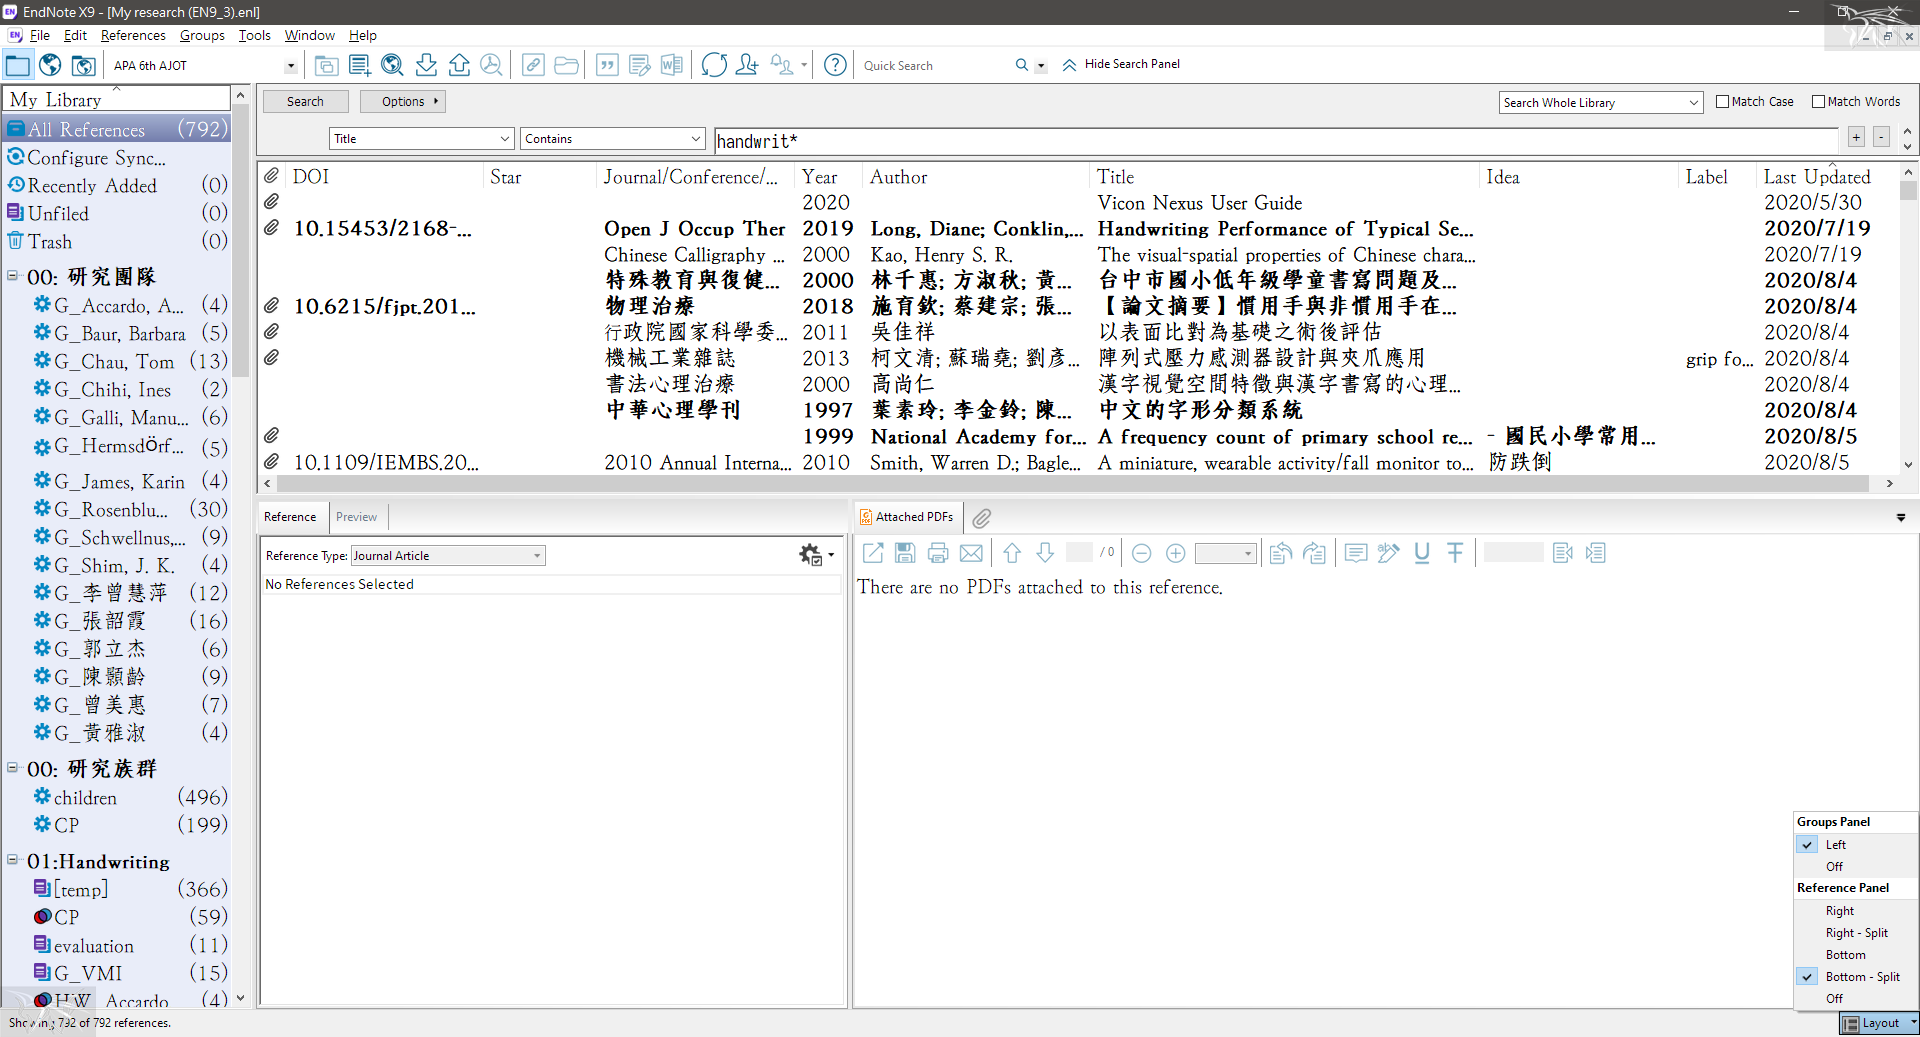 EndNote X9 - [My research (EN9_3).enl]
File Edit References Groups Tools Window Help
APA 6th AJOT
Quick Search
Hide Search Panel
My Library
All References (792)
Configure Sync...
Recently Added (0)
Unfiled (0)
Trash (0)
00: 研究團隊
G_Accardo, A... (4)
G_Baur, Barbara (5)
G_Chau, Tom (13)
G_Chihi, Ines (2)
G_Galli, Manu... (6)
G_Hermsdörf... (5)
G_James, Karin (4)
G_Rosenblu... (30)
G_Schwellnus,... (9)
G_Shim, J. K. (4)
G_李曾慧萍 (12)
G_張韶霞 (16)
G_郭立杰 (6)
G_陳顥齡 (9)
G_曾美惠 (7)
G_黃雅淑 (4)
00: 研究族群
children (496)
CP (199)
01:Handwriting
[temp] (366)
CP (59)
evaluation (11)
G_VMI (15)
HW_Accardo (4)
Search Options Search Whole Library Match Case Match Words
Title Contains handwrit* + -
DOI Star Journal/Conference/... Year Author Title Idea Label Last Updated
2020 Vicon Nexus User Guide 2020/5/30
10.15453/2168-... Open J Occup Ther 2019 Long, Diane; Conklin,... Handwriting Performance of Typical Se... 2020/7/19
Chinese Calligraphy ... 2000 Kao, Henry S. R. The visual-spatial properties of Chinese chara... 2020/7/19
特殊教育與復健... 2000 林千惠; 方淑秋; 黃... 台中市國小低年級學童書寫問題及... 2020/8/4
10.6215/fjpt.201... 物理治療 2018 施育欽; 蔡建宗; 張... 【論文摘要】慣用手與非慣用手在... 2020/8/4
行政院國家科學委... 2011 吳佳祥 以表面比對為基礎之術後評估 2020/8/4
機械工業雜誌 2013 柯文清; 蘇瑞堯; 劉彥... 陣列式壓力感測器設計與夾爪應用 grip fo... 2020/8/4
書法心理治療 2000 高尚仁 漢字視覺空間特徵與漢字書寫的心理... 2020/8/4
中華心理學刊 1997 葉素玲; 李金鈴; 陳... 中文的字形分類系統 2020/8/4
1999 National Academy for... A frequency count of primary school re... - 國民小學常用... 2020/8/5
10.1109/IEMBS.20... 2010 Annual Interna... 2010 Smith, Warren D.; Bagle... A miniature, wearable activity/fall monitor to... 防跌倒 2020/8/5
Reference Preview
Reference Type: Journal Article
No References Selected
Attached PDFs
/ 0
There are no PDFs attached to this reference.
Groups Panel
Left
Off
Reference Panel
Right
Right - Split
Bottom
Bottom - Split
Off
Showing 792 of 792 references.
Layout